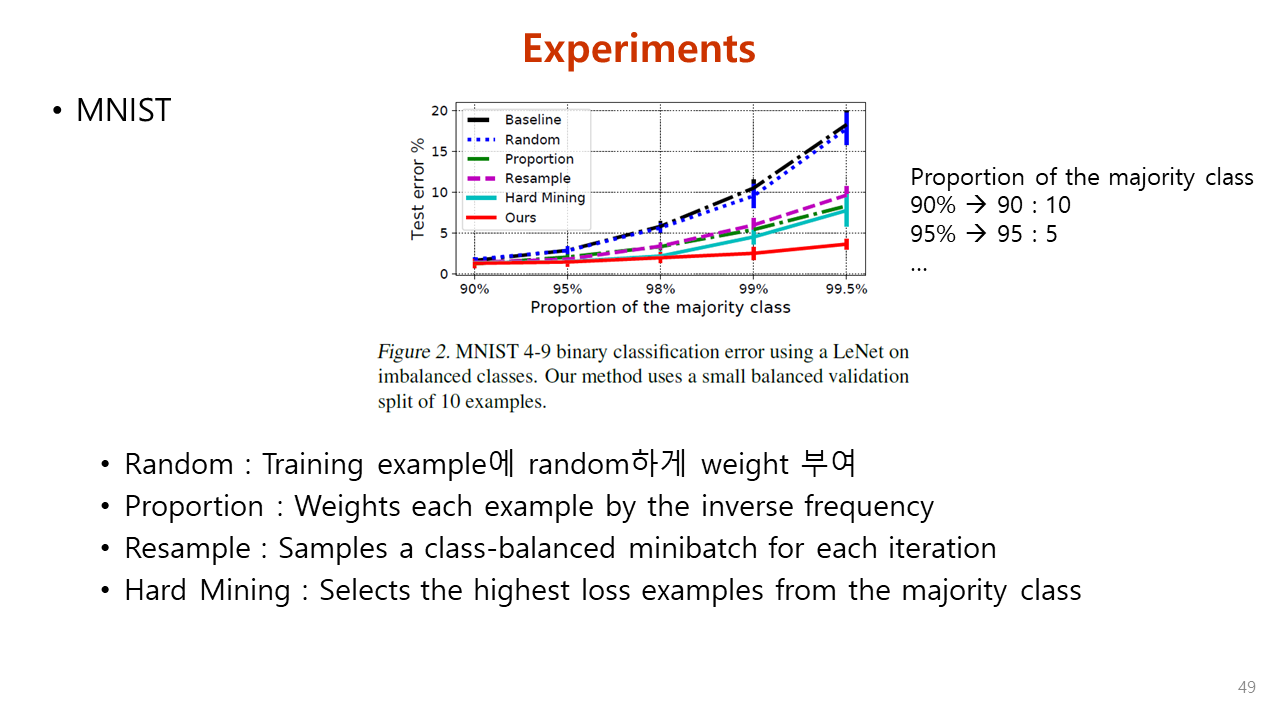 Experiments
• MNIST
20
15
10
5
0
Test error %
Baseline
Random
Proportion
Resample
Hard Mining
Ours
90% 95% 98% 99% 99.5%
Proportion of the majority class
Proportion of the majority class
90% → 90 : 10
95% → 95 : 5
...
Figure 2. MNIST 4-9 binary classification error using a LeNet on
imbalanced classes. Our method uses a small balanced validation
split of 10 examples.
• Random : Training example에 random하게 weight 부여
• Proportion : Weights each example by the inverse frequency
• Resample : Samples a class-balanced minibatch for each iteration
• Hard Mining : Selects the highest loss examples from the majority class
49